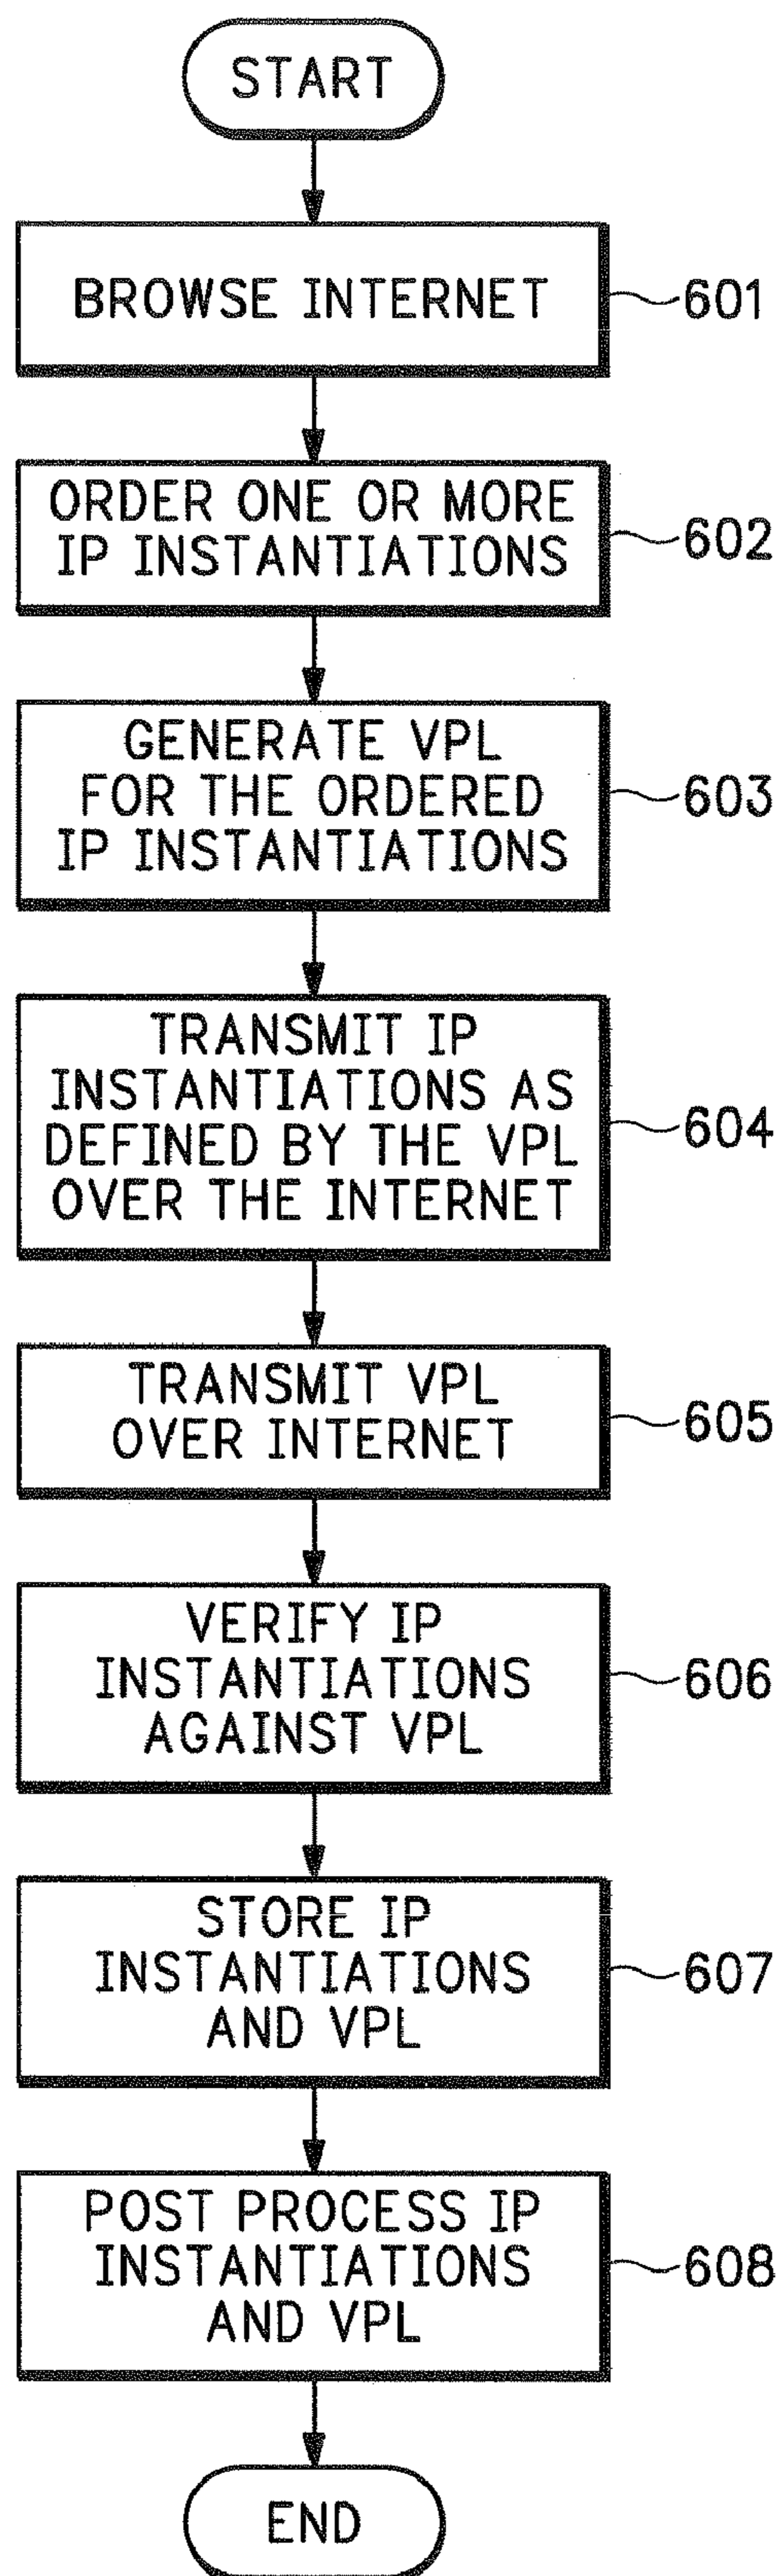 START
BROWSE INTERNET
601
ORDER ONE OR MORE
IP INSTANTIATIONS
602
GENERATE VPL
FOR THE ORDERED
IP INSTANTIATIONS
603
TRANSMIT IP
INSTANTIATIONS AS
DEFINED BY THE VPL
OVER THE INTERNET
604
TRANSMIT VPL
OVER INTERNET
605
VERIFY IP
INSTANTIATIONS
AGAINST VPL
606
STORE IP
INSTANTIATIONS
AND VPL
607
POST PROCESS IP
INSTANTIATIONS
AND VPL
608
END